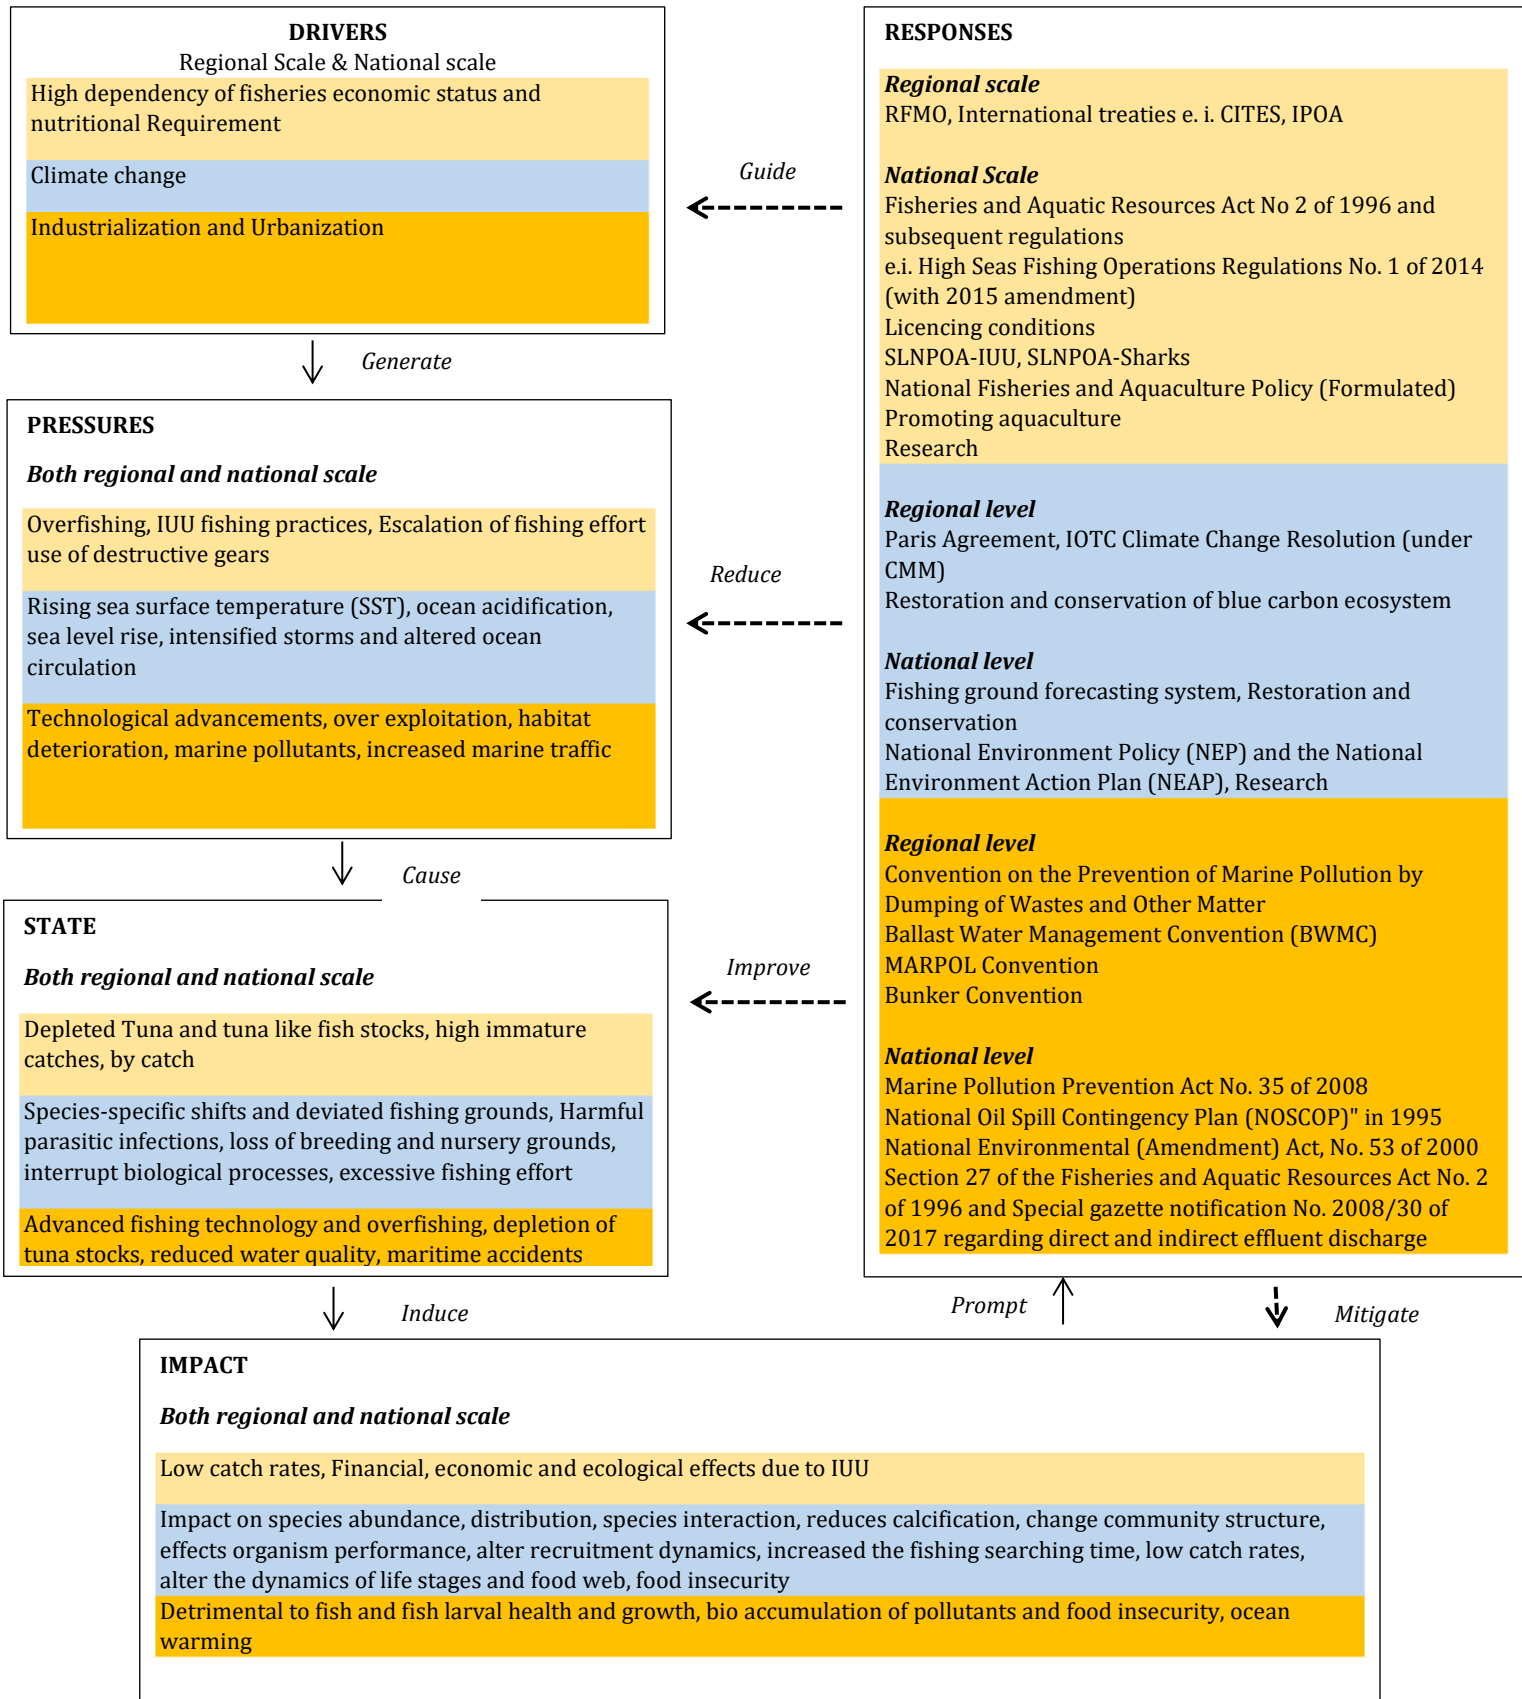 DRIVERS
Regional Scale & National scale
High dependency of fisheries economic status and
nutritional Requirement
Climate change
Industrialization and Urbanization
Generate
PRESSURES
Both regional and national scale
Overfishing, IUU fishing practices, Escalation of fishing effort
use of destructive gears
Rising sea surface temperature (SST), ocean acidification,
sea level rise, intensified storms and altered ocean
circulation
Technological advancements, over exploitation, habitat
deterioration, marine pollutants, increased marine traffic
Cause
STATE
Both regional and national scale
Depleted Tuna and tuna like fish stocks, high immature
catches, by catch
Species-specific shifts and deviated fishing grounds, Harmful
parasitic infections, loss of breeding and nursery grounds,
interrupt biological processes, excessive fishing effort
Advanced fishing technology and overfishing, depletion of
tuna stocks, reduced water quality, maritime accidents
Induce
Guide
Reduce
Improve
RESPONSES
Regional scale
RFMO, International treaties e. i. CITES, IPOA
National Scale
Fisheries and Aquatic Resources Act No 2 of 1996 and
subsequent regulations
e.i. High Seas Fishing Operations Regulations No. 1 of 2014
(with 2015 amendment)
Licencing conditions
SLNPOA-IUU, SLNPOA-Sharks
National Fisheries and Aquaculture Policy (Formulated)
Promoting aquaculture
Research
Regional level
Paris Agreement, IOTC Climate Change Resolution (under
CMM)
Restoration and conservation of blue carbon ecosystem
National level
Fishing ground forecasting system, Restoration and
conservation
National Environment Policy (NEP) and the National
Environment Action Plan (NEAP), Research
Regional level
Convention on the Prevention of Marine Pollution by
Dumping of Wastes and Other Matter
Ballast Water Management Convention (BWMC)
MARPOL Convention
Bunker Convention
National level
Marine Pollution Prevention Act No. 35 of 2008
National Oil Spill Contingency Plan (NOSCOP)" in 1995
National Environmental (Amendment) Act, No. 53 of 2000
Section 27 of the Fisheries and Aquatic Resources Act No. 2
of 1996 and Special gazette notification No. 2008/30 of
2017 regarding direct and indirect effluent discharge
Prompt
Mitigate
IMPACT
Both regional and national scale
Low catch rates, Financial, economic and ecological effects due to IUU
Impact on species abundance, distribution, species interaction, reduces calcification, change community structure,
effects organism performance, alter recruitment dynamics, increased the fishing searching time, low catch rates,
alter the dynamics of life stages and food web, food insecurity
Detrimental to fish and fish larval health and growth, bio accumulation of pollutants and food insecurity, ocean
warming